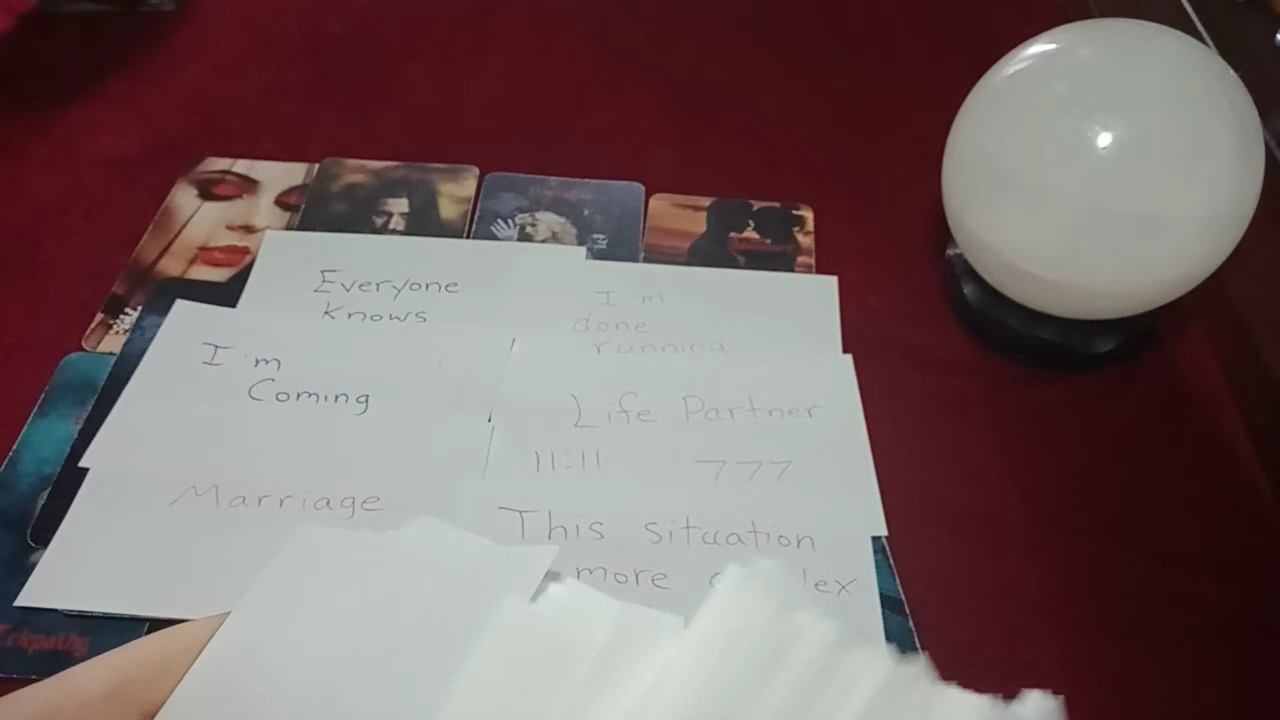 Everyone
knows
I'm
done
running
I'm
Coming
Life Partner
11:11 777
Marriage
This situation
more
Telepathy